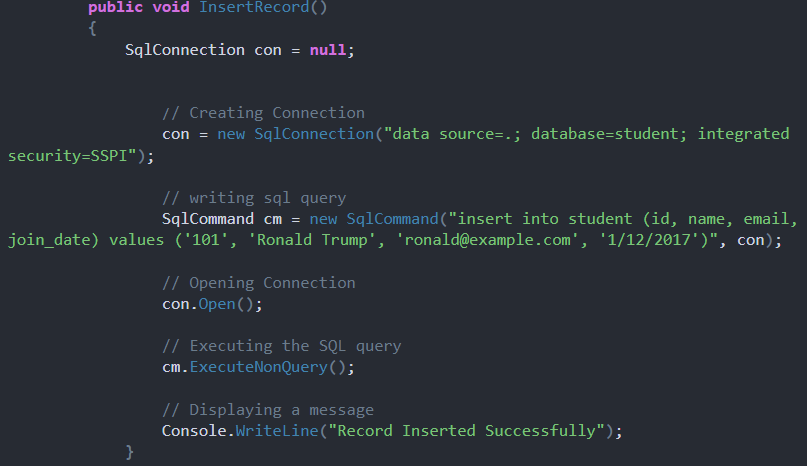 public void InsertRecord()
{
SqlConnection con = null;
// Creating Connection
con = new SqlConnection("data source=.; database=student; integrated
security=SSPI");
// writing sql query
SqlCommand cm = new SqlCommand("insert into student (id, name, email,
join_date) values ('101', 'Ronald Trump', 'ronald@example.com', '1/12/2017')", con);
// Opening Connection
con.Open();
// Executing the SQL query
cm.ExecuteNonQuery();
// Displaying a message
Console.WriteLine("Record Inserted Successfully");
}